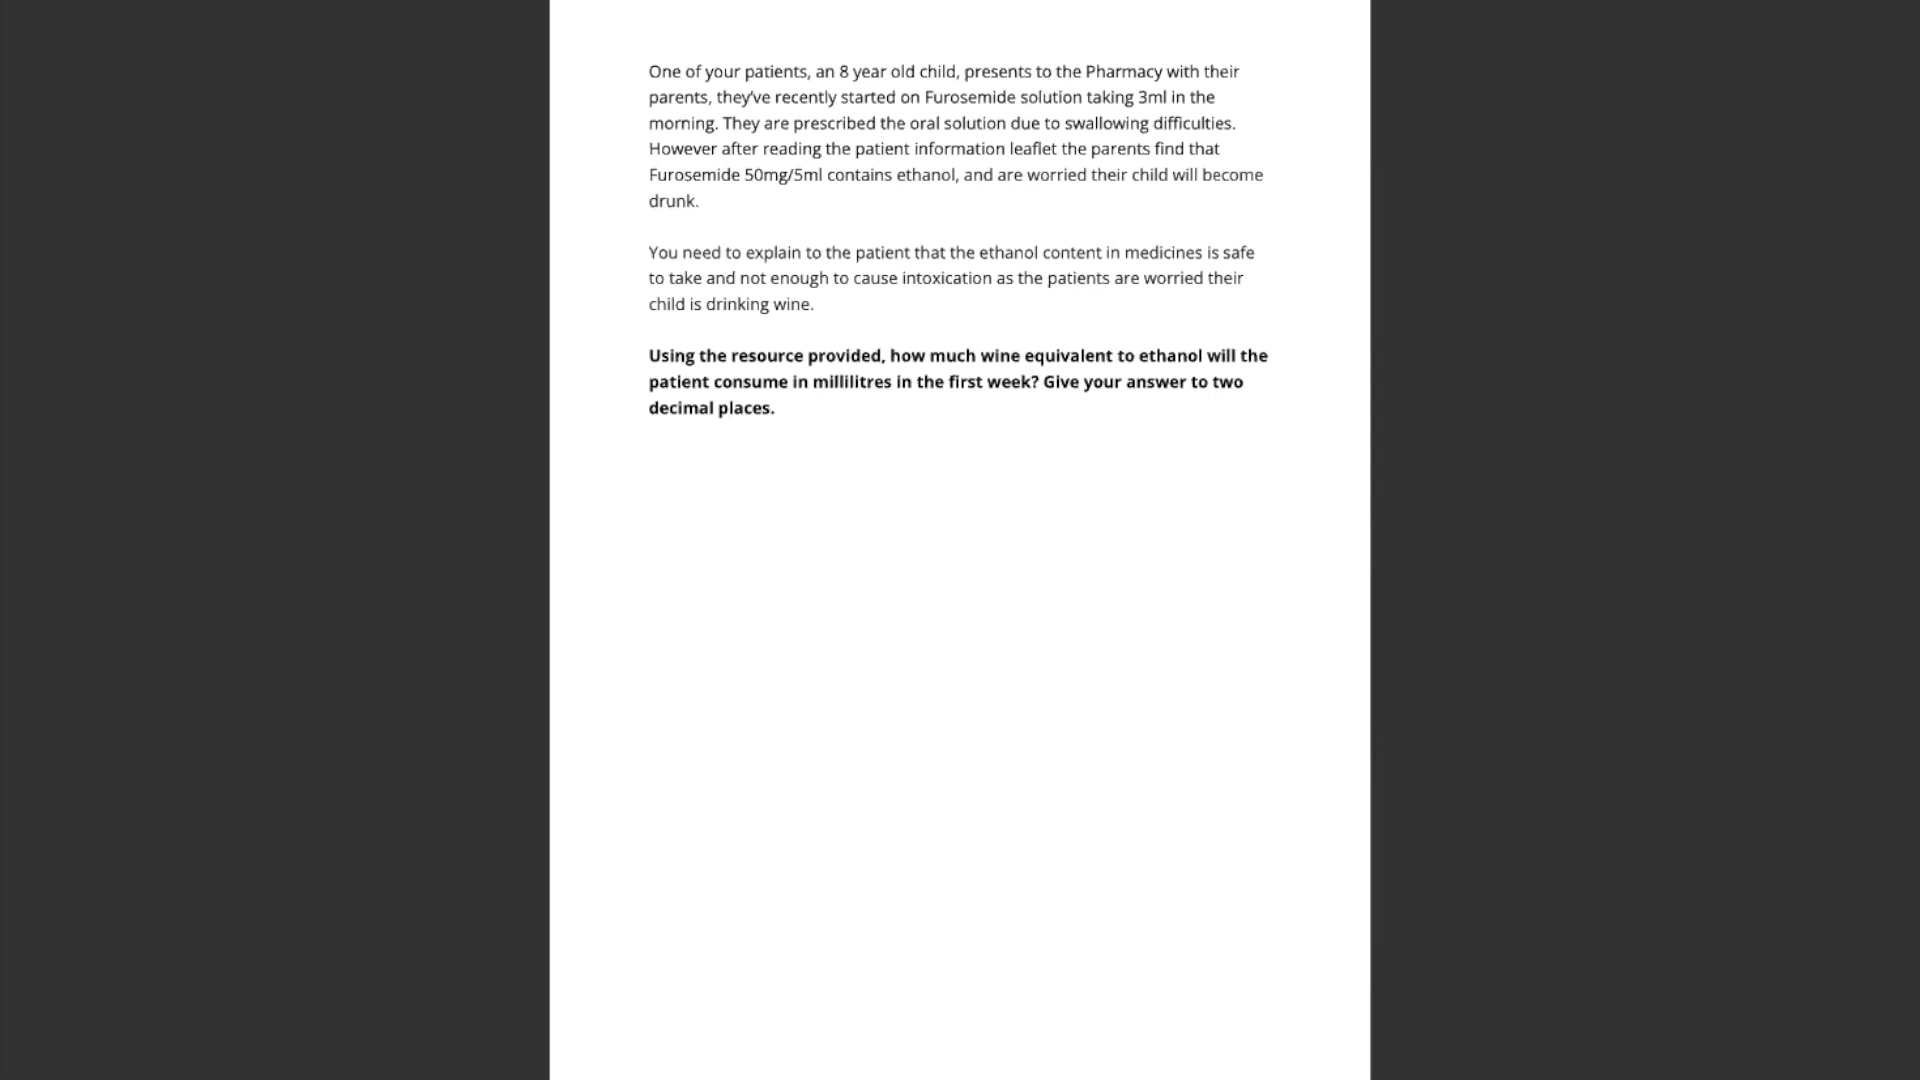 One of your patients, an 8 year old child, presents to the Pharmacy with their
parents, they've recently started on Furosemide solution taking 3ml in the
morning. They are prescribed the oral solution due to swallowing difficulties.
However after reading the patient information leaflet the parents find that
Furosemide 50mg/5ml contains ethanol, and are worried their child will become
drunk.
You need to explain to the patient that the ethanol content in medicines is safe
to take and not enough to cause intoxication as the patients are worried their
child is drinking wine.
Using the resource provided, how much wine equivalent to ethanol will the
patient consume in millilitres in the first week? Give your answer to two
decimal places.